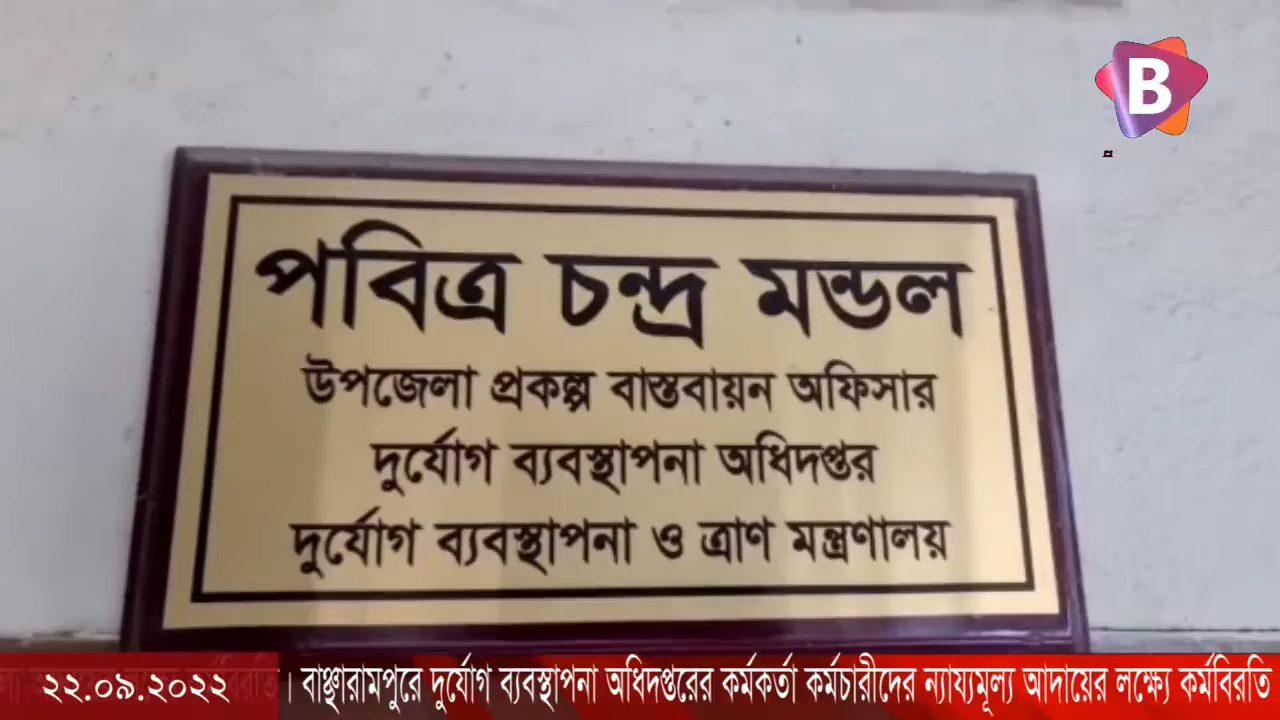 B
পবিত্র চন্দ্র মন্ডল
উপজেলা প্রকল্প বাস্তবায়ন অফিসার
দুর্যোগ ব্যবস্থাপনা অধিদপ্তর
দুর্যোগ ব্যবস্থাপনা ও ত্রাণ মন্ত্রণালয়
২২.০৯.২০২২ । বাঞ্ছারামপুরে দুর্যোগ ব্যবস্থাপনা অধিদপ্তরের কর্মকর্তা কর্মচারীদের ন্যায্যমূল্য আদায়ের লক্ষ্যে কর্মবিরতি